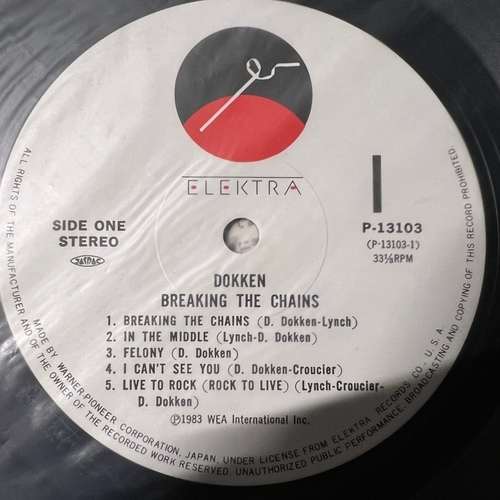 ELEKTRA
SIDE ONE
STEREO
JASRAC
P-13103
(P-13103-1)
33⅓RPM
DOKKEN
BREAKING THE CHAINS
1. BREAKING THE CHAINS (D. Dokken-Lynch)
2. IN THE MIDDLE (Lynch-D. Dokken)
3. FELONY (D. Dokken)
4. I CAN'T SEE YOU (D. Dokken-Croucier)
5. LIVE TO ROCK (ROCK TO LIVE) (Lynch-Croucier-
D. Dokken)
Ⓟ1983 WEA International Inc.
MADE BY WARNER-PIONEER CORPORATION, JAPAN, UNDER LICENSE FROM ELEKTRA RECORDS CO., U.S.A.
ALL RIGHTS OF THE MANUFACTURER AND OF THE OWNER OF THE RECORDED WORK RESERVED. UNAUTHORIZED PUBLIC PERFORMANCE, BROADCASTING AND COPYING OF THIS RECORD PROHIBITED.